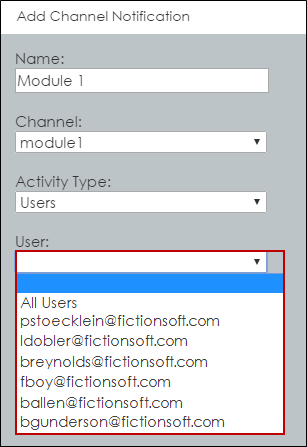 Add Channel Notification
Name:
Module 1
Channel:
module1
Activity Type:
Users
User:
All Users
pstoecklein@fictionsoft.com
ldobler@fictionsoft.com
breynolds@fictionsoft.com
fboy@fictionsoft.com
ballen@fictionsoft.com
bgunderson@fictionsoft.com